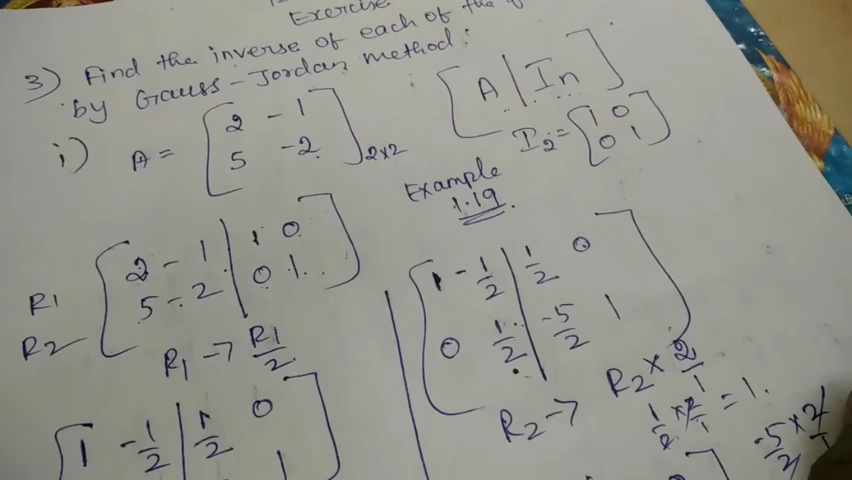 Exercise
3) Find the inverse of each of the
by Gauss-Jordan method:
i) A = [2 -1
5 -2] 2x2
[A | In]
I2 = [1 0
0 1]
Example
1.19
R1 [2 -1 | 1 0
R2 5 -2 | 0 1]
R1 → R1/2
[1 -1/2 | 1/2 0
1
[1 -1/2 | 1/2 0
0 1/2 | -5/2 1]
R2 → R2 x 2/1
1/2 x 2/1 = 1.
-5/2 x 2/1